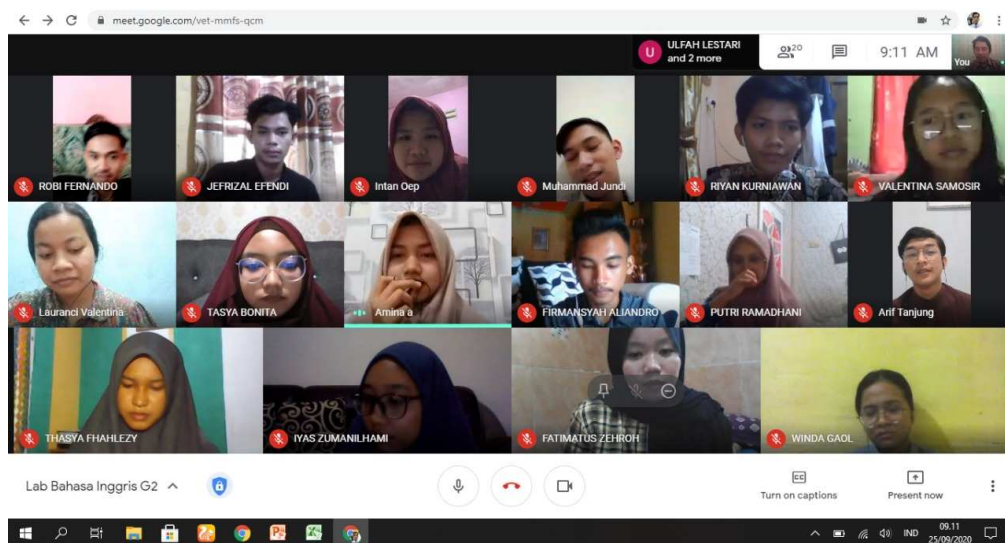 meet.google.com/vet-mmfs-qcm
U ULFAH LESTARI
and 2 more
20
9:11 AM
You
ROBI FERNANDO
JEFRIZAL EFENDI
Intan Oep
Muhammad Jundi
RIYAN KURNIAWAN
VALENTINA SAMOSIR
Lauranci Valentina
TASYA BONITA
Amina a
FIRMANSYAH ALIANDRO
PUTRI RAMADHANI
Arif Tanjung
THASYA FHAHLEZY
IYAS ZUMANILHAMI
FATIMATUS ZEHROH
WINDA GAOL
Lab Bahasa Inggris G2
CC
Turn on captions
Present now
IND
09.11
25/09/2020